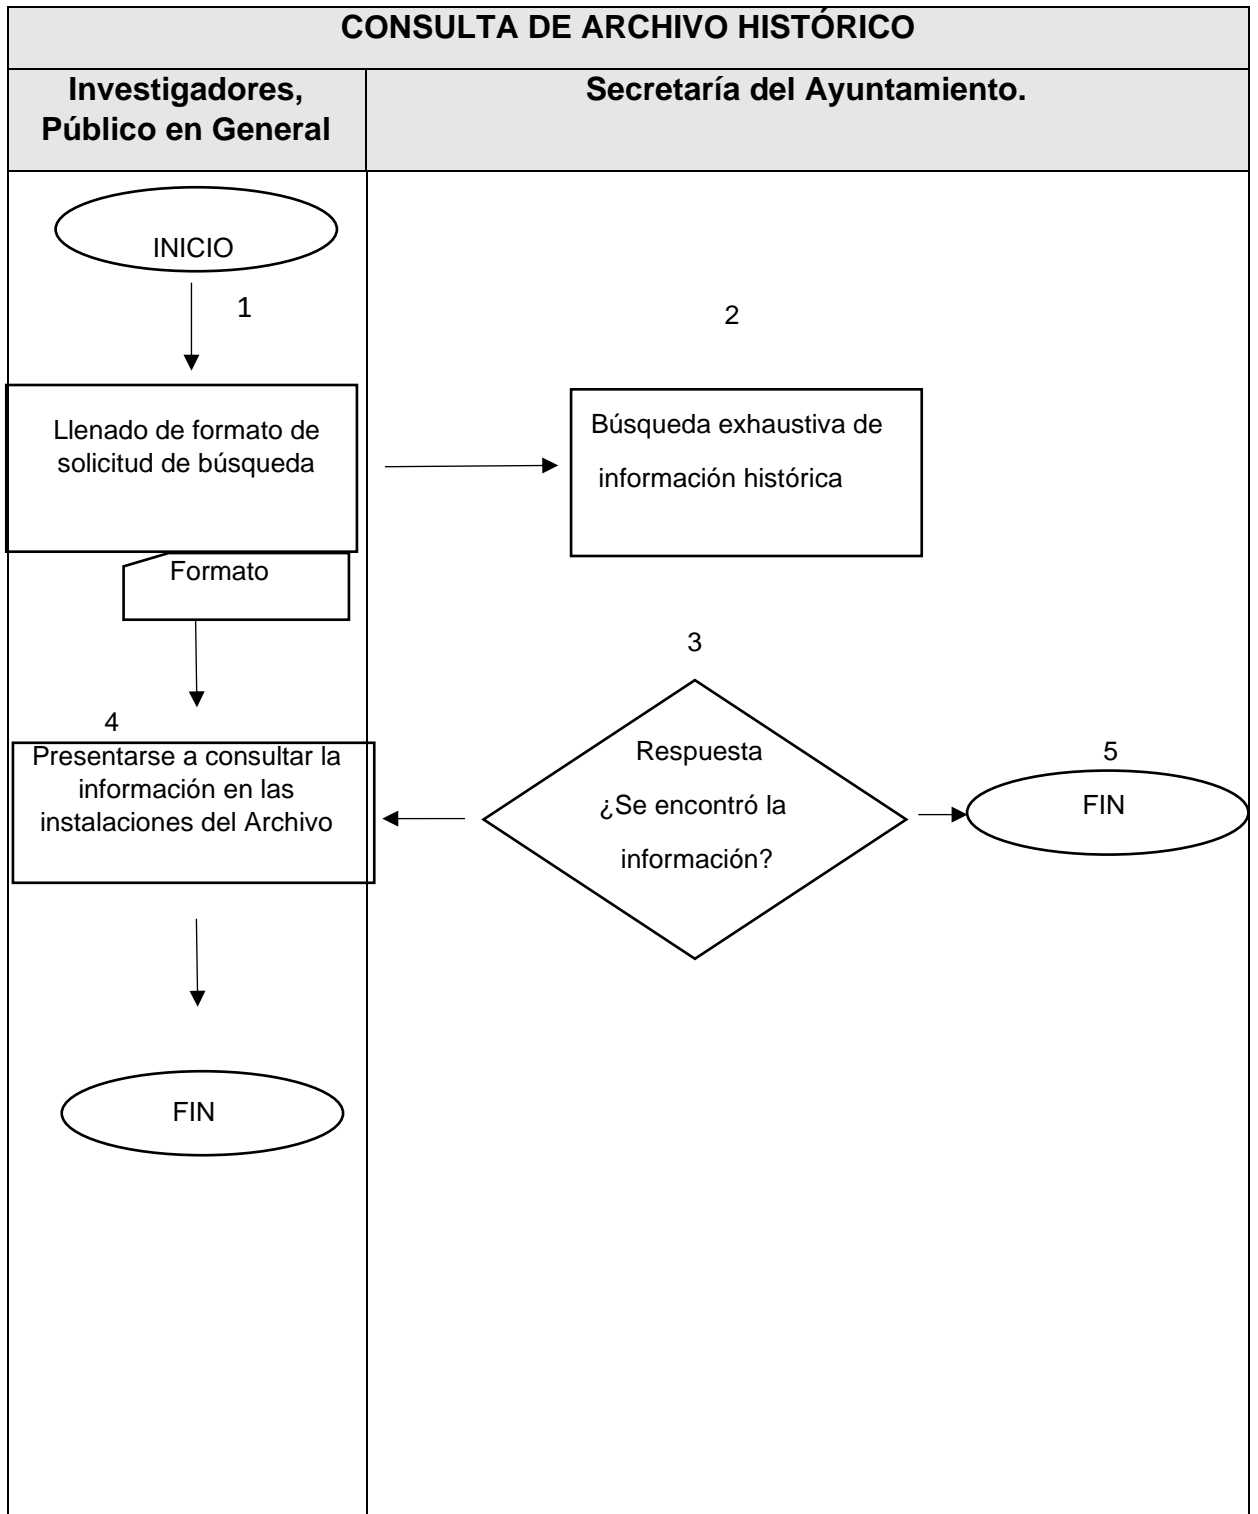 CONSULTA DE ARCHIVO HISTÓRICO
Investigadores,
Público en General
Secretaría del Ayuntamiento.
INICIO
1
2
Llenado de formato de
solicitud de búsqueda
Búsqueda exhaustiva de
información histórica
Formato
3
4
Presentarse a consultar la
información en las
instalaciones del Archivo
Respuesta
¿Se encontró la
información?
5
FIN
FIN